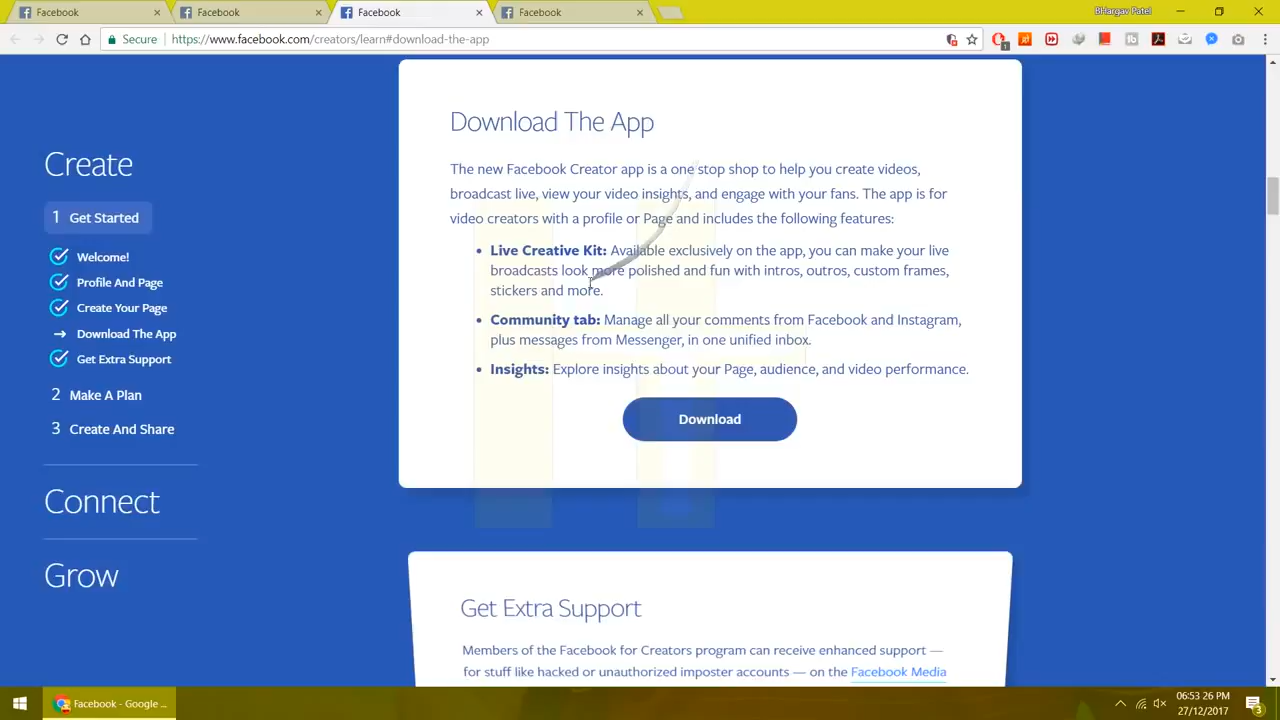 Facebook
Facebook
Facebook
Facebook
BHargav Patel
Secure
https://www.facebook.com/creators/learn#download-the-app
Create
1 Get Started
Welcome!
Profile And Page
Create Your Page
Download The App
Get Extra Support
2 Make A Plan
3 Create And Share
Connect
Grow
Download The App
The new Facebook Creator app is a one stop shop to help you create videos,
broadcast live, view your video insights, and engage with your fans. The app is for
video creators with a profile or Page and includes the following features:
• Live Creative Kit: Available exclusively on the app, you can make your live
broadcasts look more polished and fun with intros, outros, custom frames,
stickers and more.
• Community tab: Manage all your comments from Facebook and Instagram,
plus messages from Messenger, in one unified inbox.
• Insights: Explore insights about your Page, audience, and video performance.
Download
Get Extra Support
Members of the Facebook for Creators program can receive enhanced support —
for stuff like hacked or unauthorized imposter accounts — on the Facebook Media
Facebook - Google ...
06:53 26 PM
27/12/2017
3